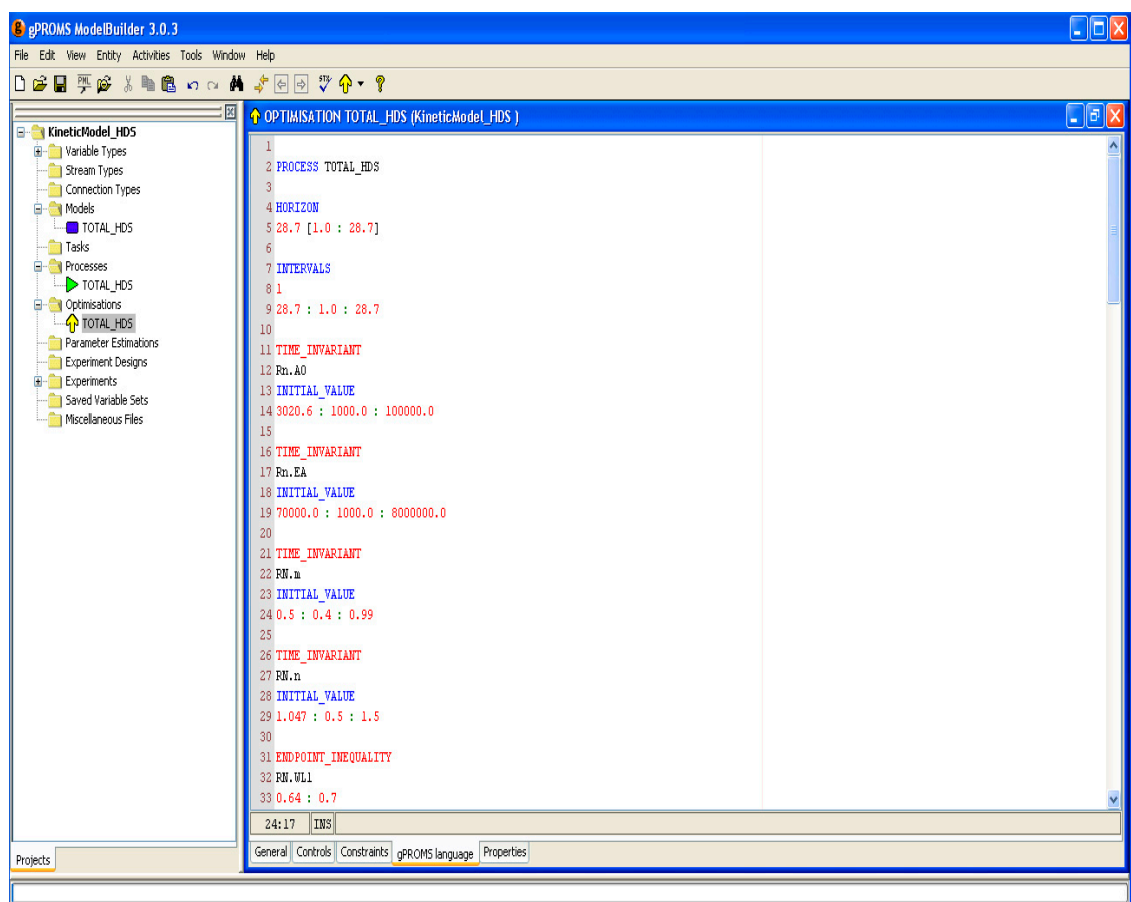 gPROMS ModelBuilder 3.0.3
File Edit View Entity Activities Tools Window Help
KineticModel_HDS
Variable Types
Stream Types
Connection Types
Models
TOTAL_HDS
Tasks
Processes
TOTAL_HDS
Optimisations
TOTAL_HDS
Parameter Estimations
Experiment Designs
Experiments
Saved Variable Sets
Miscellaneous Files
Projects
OPTIMISATION TOTAL_HDS (KineticModel_HDS )
1
2 PROCESS TOTAL_HDS
3
4 HORIZON
5 28.7 [1.0 : 28.7]
6
7 INTERVALS
8 1
9 28.7 : 1.0 : 28.7
10
11 TIME_INVARIANT
12 Rn.A0
13 INITIAL_VALUE
14 3020.6 : 1000.0 : 100000.0
15
16 TIME_INVARIANT
17 Rn.EA
18 INITIAL_VALUE
19 70000.0 : 1000.0 : 8000000.0
20
21 TIME_INVARIANT
22 RN.m
23 INITIAL_VALUE
24 0.5 : 0.4 : 0.99
25
26 TIME_INVARIANT
27 RN.n
28 INITIAL_VALUE
29 1.047 : 0.5 : 1.5
30
31 ENDPOINT_INEQUALITY
32 RN.WL1
33 0.64 : 0.7
24:17 INS
General Controls Constraints gPROMS language Properties